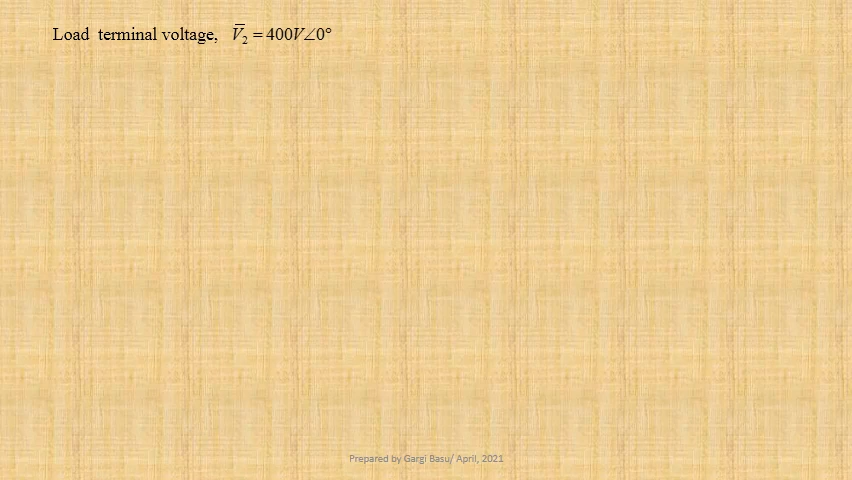 Load terminal voltage, V̅₂ = 400V∠0°
Prepared by Gargi Basu/ April, 2021